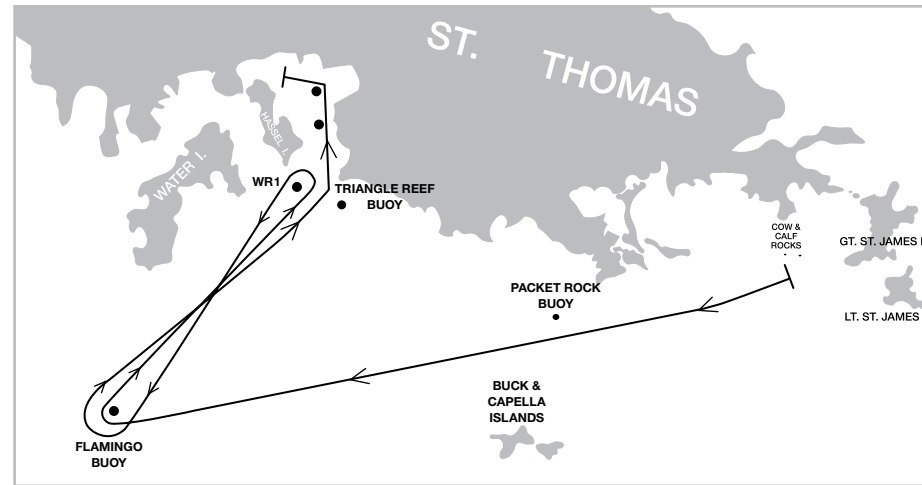 ST. THOMAS
HASSEL I.
WATER I.
WR1
TRIANGLE REEF
BUOY
COW &
CALF
ROCKS
GT. ST. JAMES
PACKET ROCK
BUOY
LT. ST. JAMES
BUCK &
CAPELLA
ISLANDS
FLAMINGO
BUOY